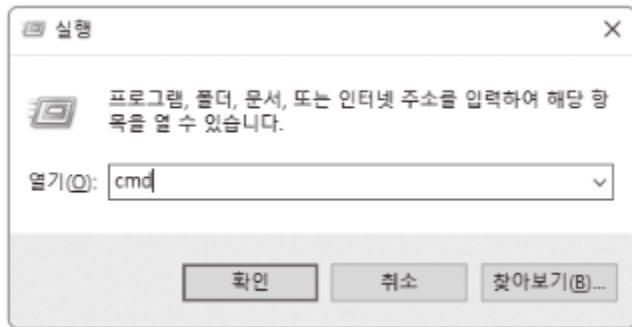 실행
프로그램, 폴더, 문서, 또는 인터넷 주소를 입력하여 해당 항
목을 열 수 있습니다.
열기(O): cmd
확인 취소 찾아보기(B)...